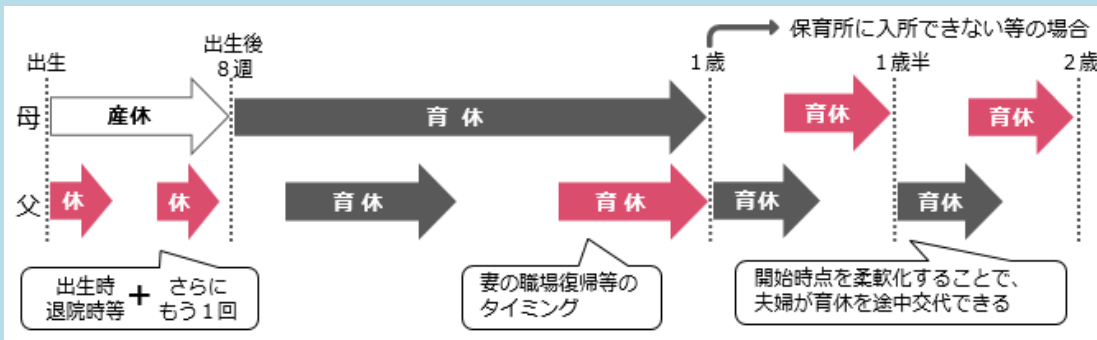 保育所に入所できない等の場合
出生
出生後
８週
１歳
１歳半
２歳
母
産休
育 休
育休
育休
父
休
休
育 休
育 休
育休
育休
出生時
退院時等
＋
さらに
もう１回
妻の職場復帰等の
タイミング
開始時点を柔軟化することで、
夫婦が育休を途中交代できる